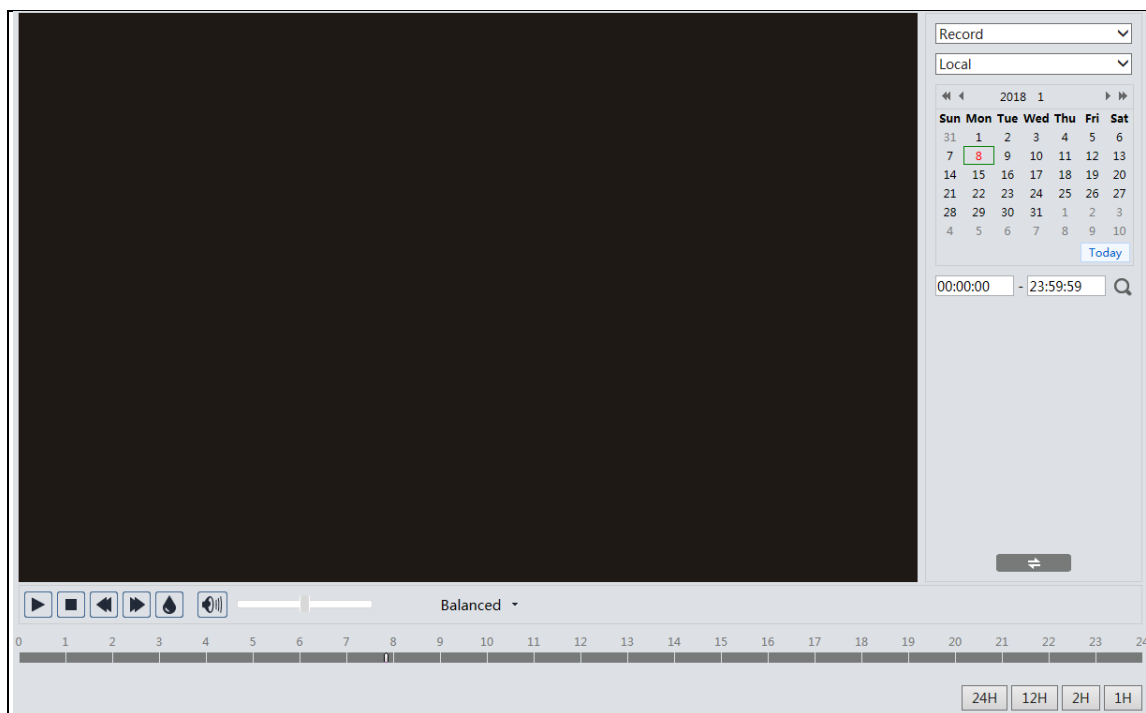 Record
Local
2018 1
Sun Mon Tue Wed Thu Fri Sat
31 1 2 3 4 5 6
7 8 9 10 11 12 13
14 15 16 17 18 19 20
21 22 23 24 25 26 27
28 29 30 31 1 2 3
4 5 6 7 8 9 10
Today
00:00:00 - 23:59:59
Balanced
0 1 2 3 4 5 6 7 8 9 10 11 12 13 14 15 16 17 18 19 20 21 22 23 24
24H 12H 2H 1H